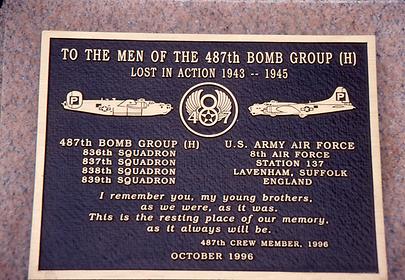 TO THE MEN OF THE 487th BOMB GROUP (H)
LOST IN ACTION 1943 -- 1945
P
8
487
P
487th BOMB GROUP (H)
836th SQUADRON
837th SQUADRON
838th SQUADRON
839th SQUADRON
U.S. ARMY AIR FORCE
8th AIR FORCE
STATION 137
LAVENHAM, SUFFOLK
ENGLAND
I remember you, my young brothers,
as we were, as it was.
This is the resting place of our memory,
as it always will be.
487th CREW MEMBER, 1996
OCTOBER 1996